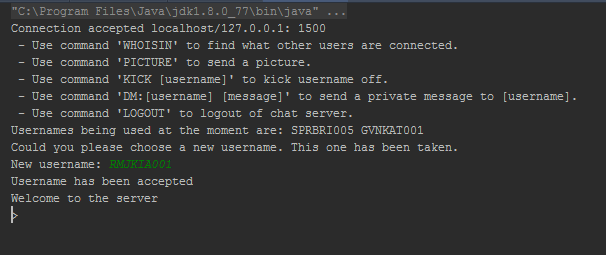 "C:\Program Files\Java\jdk1.8.0_77\bin\java" ...
Connection accepted localhost/127.0.0.1: 1500
- Use command 'WHOISIN' to find what other users are connected.
- Use command 'PICTURE' to send a picture.
- Use command 'KICK [username]' to kick username off.
- Use command 'DM:[username] [message]' to send a private message to [username].
- Use command 'LOGOUT' to logout of chat server.
Usernames being used at the moment are: SPRBRI005 GVNKAT001
Could you please choose a new username. This one has been taken.
New username: RMJKIA001
Username has been accepted
Welcome to the server
>